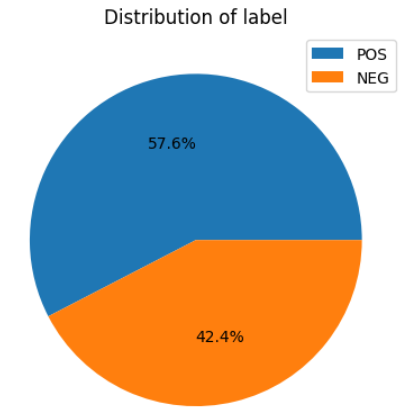 Distribution of label
POS
NEG
57.6%
42.4%